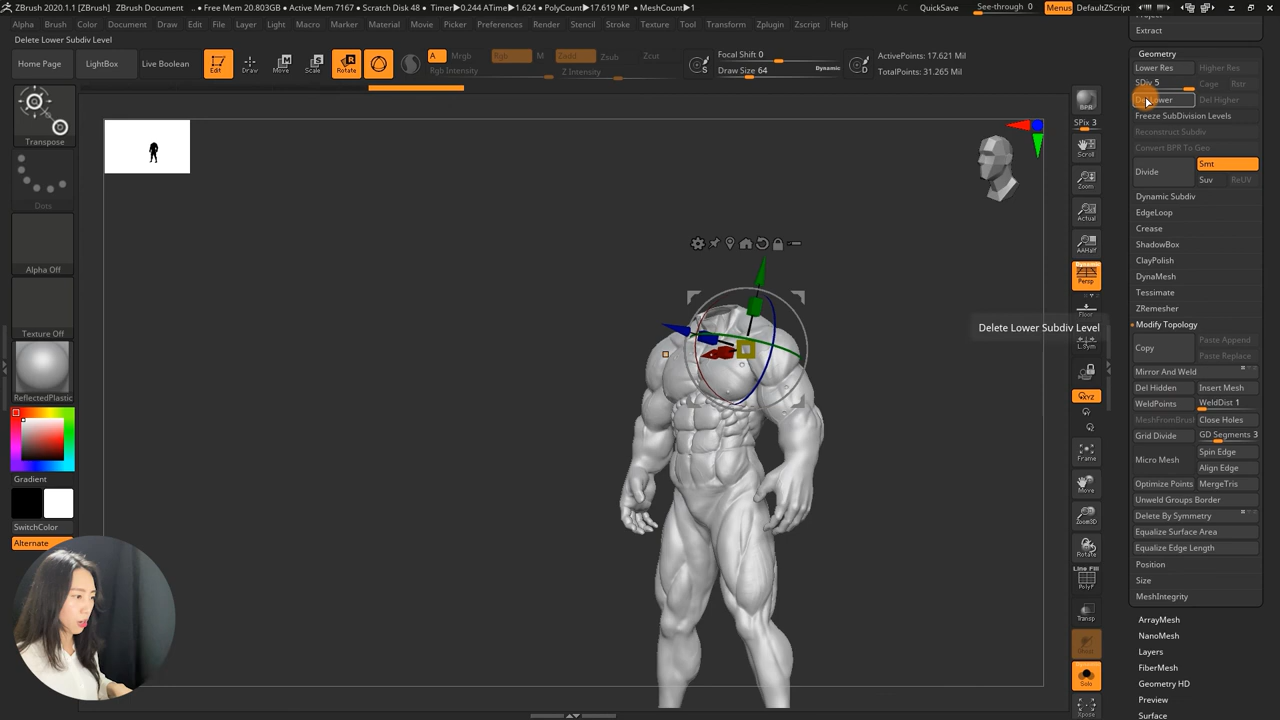 ZBrush 2020.1.1 [ZBrush] ZBrush Document • Free Mem 20.803GB • Active Mem 7167 • Scratch Disk 48 • Timer▶0.244 ATime▶1.624 • PolyCount▶17.619 MP • MeshCount▶1 AC QuickSave See-through 0 Menus DefaultZScript
Alpha Brush Color Document Draw Edit File Layer Light Macro Marker Material Movie Picker Preferences Render Stencil Stroke Texture Tool Transform Zplugin Zscript Help
Delete Lower Subdiv Level
Home Page LightBox Live Boolean Edit Draw Move Scale Rotate A Mrgb Rgb M Zadd Zsub Zcut
Rgb Intensity Z Intensity
Focal Shift 0
Draw Size 64 Dynamic
ActivePoints: 17.621 Mil
TotalPoints: 31.265 Mil
S
D
Transpose
Dots
Alpha Off
Texture Off
ReflectedPlastic
Gradient
SwitchColor
Alternate
BPR
SPix 3
Scroll
Zoom
Actual
AAHalf
Dynamic
Persp
Floor
L.Sym
XYZ
Frame
Move
Zoom3D
Rotate
Line Fill
PolyF
Transp
Solo
Xpose
Delete Lower Subdiv Level
Extract
Geometry
Lower Res Higher Res
SDiv 5 Cage Rstr
Del Higher
Freeze SubDivision Levels
Reconstruct Subdiv
Convert BPR To Geo
Divide Smt
Suv ReUV
Dynamic Subdiv
EdgeLoop
Crease
ShadowBox
ClayPolish
DynaMesh
Tessimate
ZRemesher
Modify Topology
Copy Paste Append
Paste Replace
Mirror And Weld
Del Hidden Insert Mesh
WeldPoints WeldDist 1
MeshFromBrush Close Holes
Grid Divide GD Segments 3
Micro Mesh Spin Edge
Align Edge
Optimize Points MergeTris
Unweld Groups Border
Delete By Symmetry
Equalize Surface Area
Equalize Edge Length
Position
Size
MeshIntegrity
ArrayMesh
NanoMesh
Layers
FiberMesh
Geometry HD
Preview
Surface